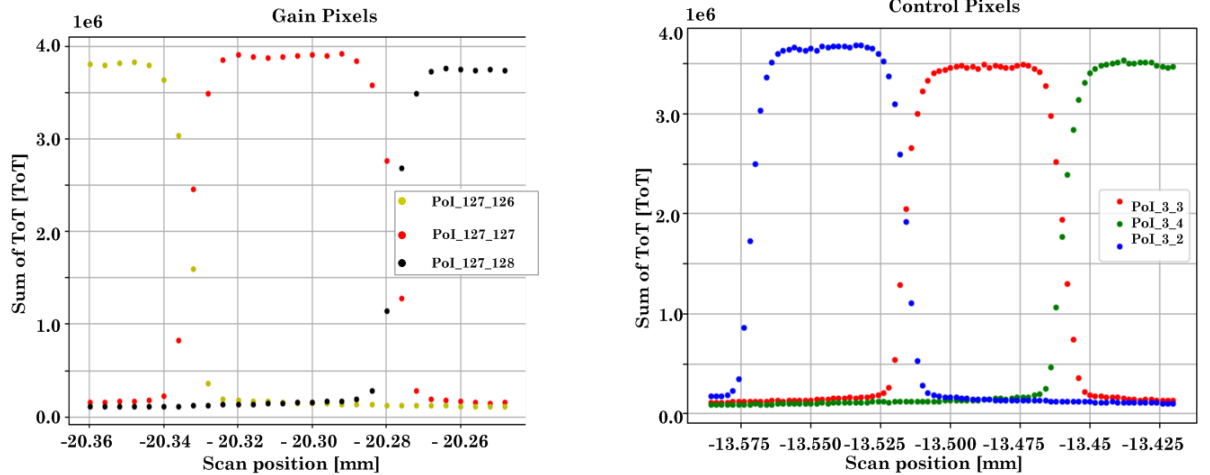 Gain Pixels
1e6
Sum of ToT [ToT]
4.0
3.0
2.0
1.0
0.0
PoI_127_126
PoI_127_127
PoI_127_128
-20.36
-20.34
-20.32
-20.30
-20.28
-20.26
Scan position [mm]
Control Pixels
1e6
Sum of ToT [ToT]
4.0
3.0
2.0
1.0
0.0
PoI_3_3
PoI_3_4
PoI_3_2
-13.575
-13.550
-13.520
-13.500
-13.475
-13.45
-13.420
Scan position [mm]